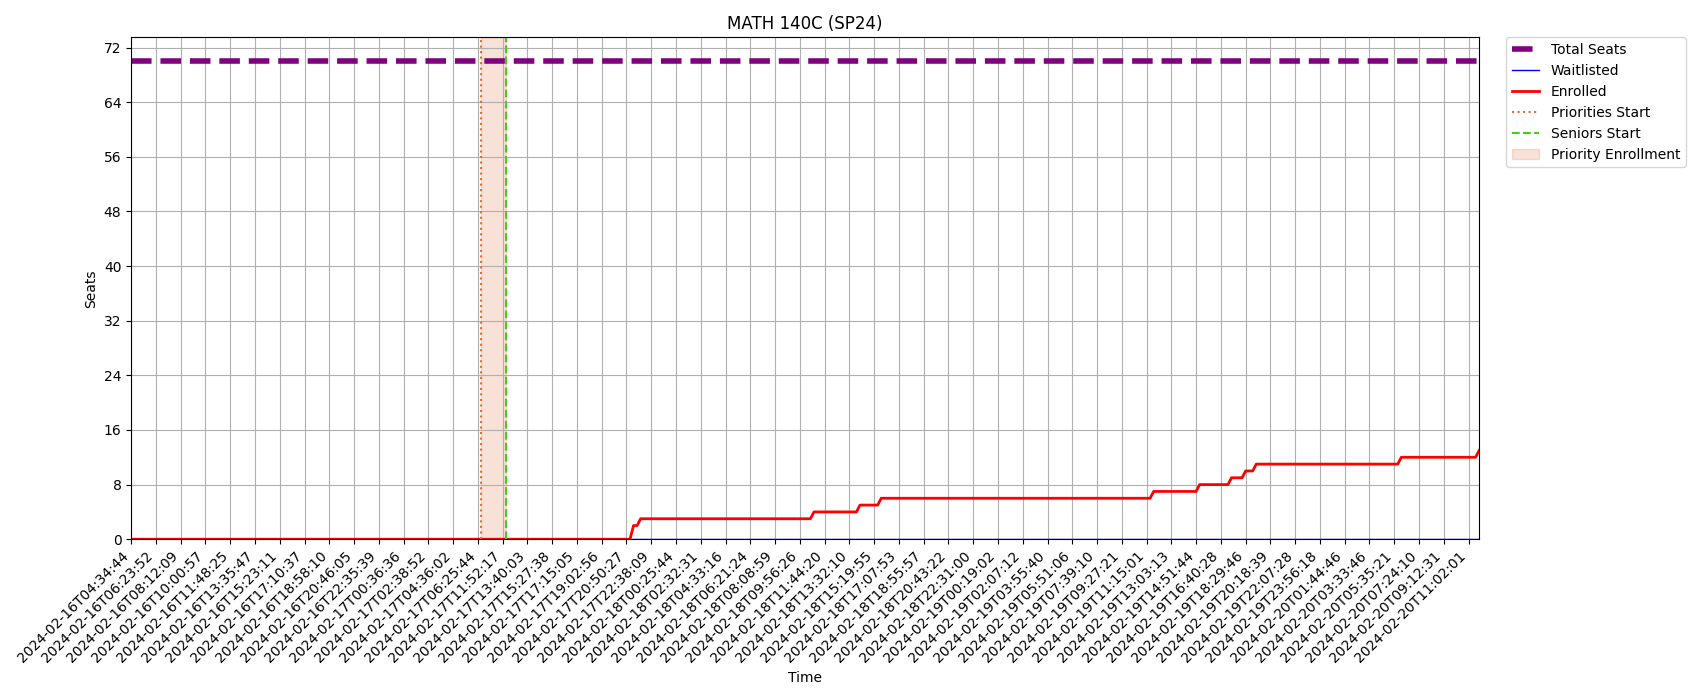 MATH 140C (SP24)
Total Seats
Waitlisted
Enrolled
Priorities Start
Seniors Start
Priority Enrollment
Seats
72
64
56
48
40
32
24
16
8
0
2024-02-16T04:34:44
2024-02-16T06:23:52
2024-02-16T08:12:09
2024-02-16T10:00:57
2024-02-16T11:48:25
2024-02-16T13:35:47
2024-02-16T15:23:11
2024-02-16T17:10:37
2024-02-16T18:58:10
2024-02-16T20:46:05
2024-02-16T22:35:39
2024-02-17T00:36:36
2024-02-17T02:38:52
2024-02-17T04:36:02
2024-02-17T06:25:44
2024-02-17T11:52:17
2024-02-17T13:40:03
2024-02-17T15:27:38
2024-02-17T17:15:05
2024-02-17T19:02:56
2024-02-17T20:50:27
2024-02-17T22:38:09
2024-02-18T00:25:44
2024-02-18T02:32:31
2024-02-18T04:33:16
2024-02-18T06:21:24
2024-02-18T08:08:59
2024-02-18T09:56:26
2024-02-18T11:44:20
2024-02-18T13:32:10
2024-02-18T15:19:55
2024-02-18T17:07:53
2024-02-18T18:55:57
2024-02-18T20:43:22
2024-02-18T22:31:00
2024-02-19T00:19:02
2024-02-19T02:07:12
2024-02-19T03:55:40
2024-02-19T05:51:06
2024-02-19T07:39:10
2024-02-19T09:27:21
2024-02-19T11:15:01
2024-02-19T13:03:13
2024-02-19T14:51:44
2024-02-19T16:40:28
2024-02-19T18:29:46
2024-02-19T20:18:39
2024-02-19T22:07:28
2024-02-19T23:56:18
2024-02-20T01:44:46
2024-02-20T03:33:46
2024-02-20T05:35:21
2024-02-20T07:24:10
2024-02-20T09:12:31
2024-02-20T11:02:01
Time